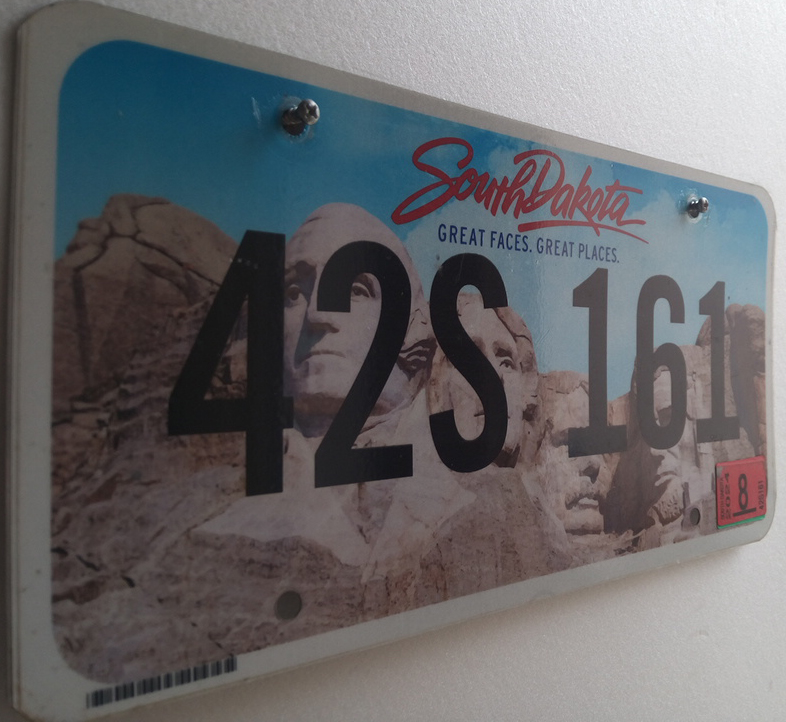 South Dakota
GREAT FACES. GREAT PLACES.
42S 161
8